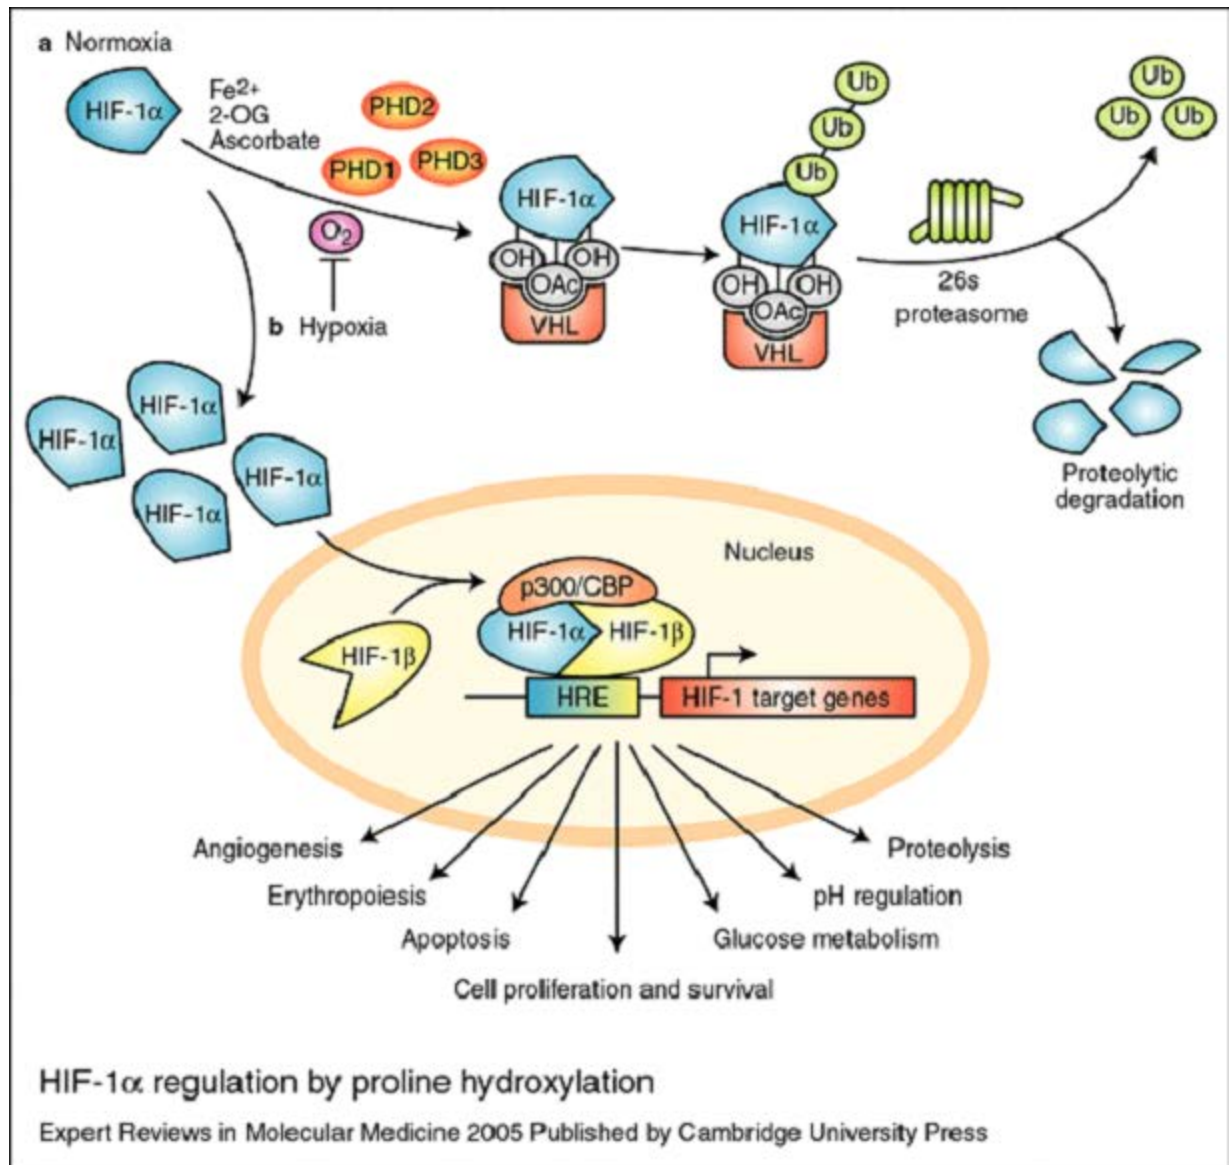 a Normoxia
HIF-1α
Fe2+
2-OG
Ascorbate
PHD2
PHD1
PHD3
O2
b Hypoxia
HIF-1α
OH
OH
OAc
VHL
Ub
Ub
Ub
HIF-1α
OH
OH
OAc
VHL
26s
proteasome
Ub
Ub
Ub
Proteolytic
degradation
HIF-1α
HIF-1α
HIF-1α
HIF-1α
Nucleus
p300/CBP
HIF-1α
HIF-1β
HIF-1β
HRE
HIF-1 target genes
Angiogenesis
Erythropoiesis
Apoptosis
Cell proliferation and survival
Glucose metabolism
pH regulation
Proteolysis
HIF-1α regulation by proline hydroxylation
Expert Reviews in Molecular Medicine 2005 Published by Cambridge University Press